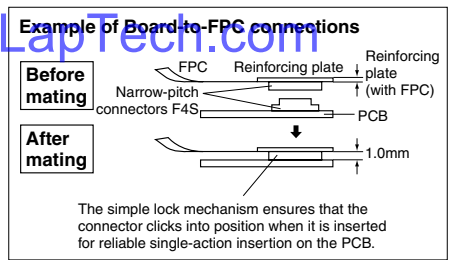 Example of Board-to-FPC connections
LapTech.com
Before
mating
FPC
Reinforcing plate
Reinforcing
plate
(with FPC)
Narrow-pitch
connectors F4S
PCB
After
mating
1.0mm
The simple lock mechanism ensures that the
connector clicks into position when it is inserted
for reliable single-action insertion on the PCB.